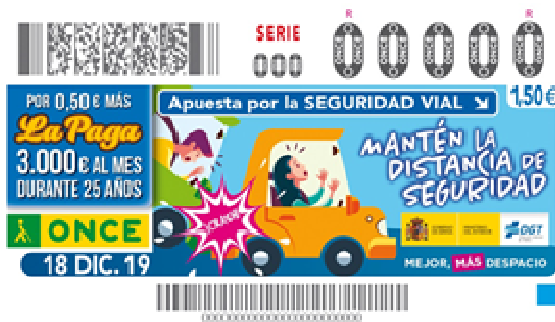 R
R
SERIE
000
00000
1,50€
POR 0,50 € MÁS
La Paga
3.000 € AL MES
DURANTE 25 AÑOS
Apuesta por la SEGURIDAD VIAL
MANTÉN LA
DISTANCIA DE
SEGURIDAD
ONCE
DGT
18 DIC. 19
MEJOR, MÁS DESPACIO